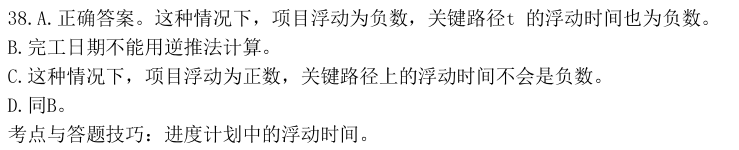 38.A.正确答案。这种情况下，项目浮动为负数，关键路径t 的浮动时间也为负数。
B.完工日期不能用逆推法计算。
C.这种情况下，项目浮动为正数，关键路径上的浮动时间不会是负数。
D.同B。
考点与答题技巧：进度计划中的浮动时间。